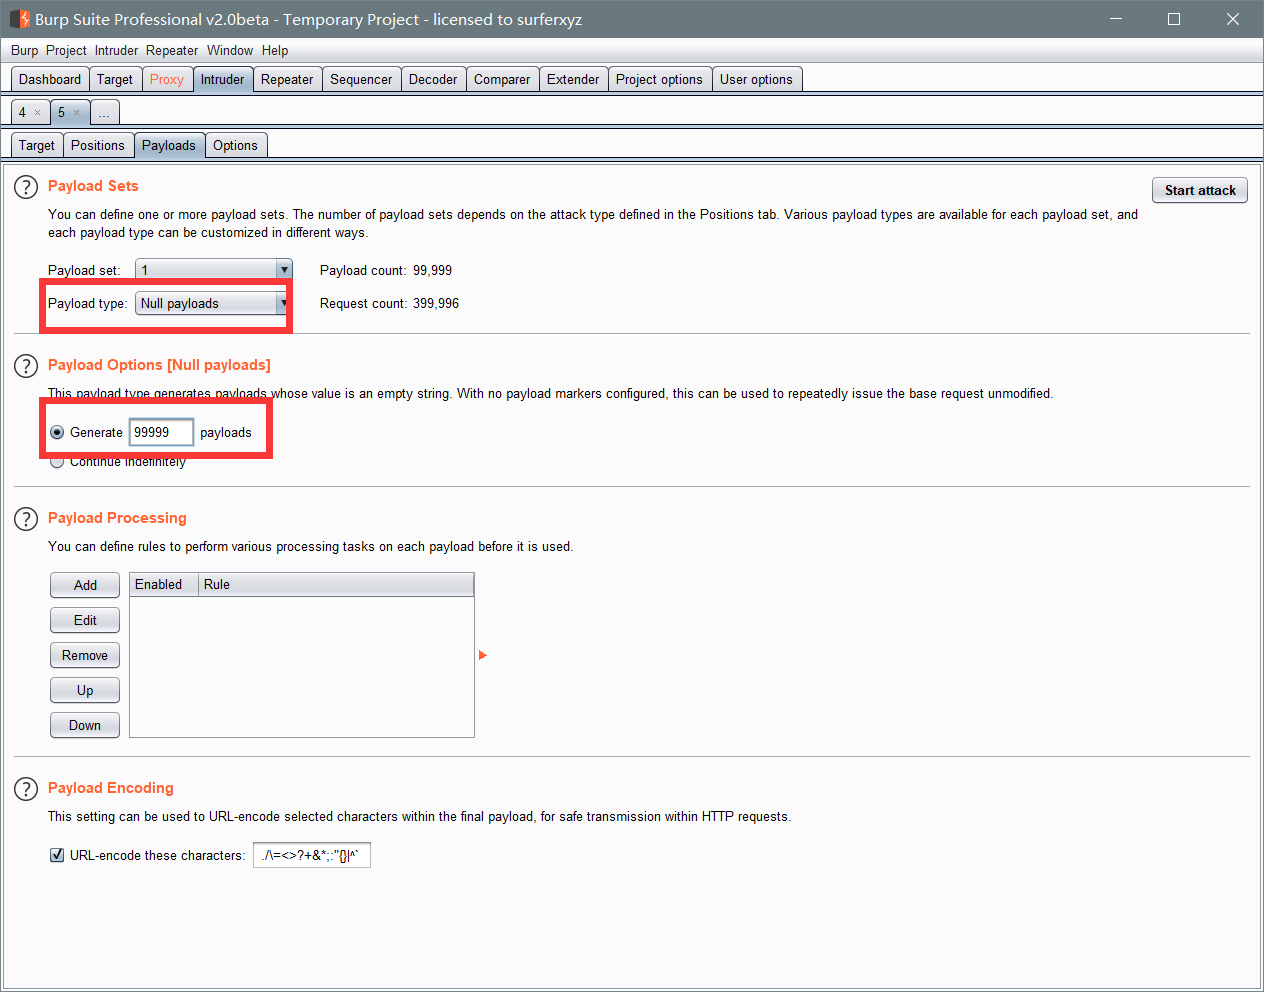 Burp Suite Professional v2.0beta - Temporary Project - licensed to surferxyz
Burp Project Intruder Repeater Window Help
Dashboard Target Proxy Intruder Repeater Sequencer Decoder Comparer Extender Project options User options
4 × 5 × ...
Target Positions Payloads Options
? Payload Sets
Start attack
You can define one or more payload sets. The number of payload sets depends on the attack type defined in the Positions tab. Various payload types are available for each payload set, and
each payload type can be customized in different ways.
Payload set: 1 Payload count: 99,999
Payload type: Null payloads Request count: 399,996
? Payload Options [Null payloads]
This payload type generates payloads whose value is an empty string. With no payload markers configured, this can be used to repeatedly issue the base request unmodified.
Generate 99999 payloads
Continue indefinitely
? Payload Processing
You can define rules to perform various processing tasks on each payload before it is used.
Add Enabled Rule
Edit
Remove
Up
Down
? Payload Encoding
This setting can be used to URL-encode selected characters within the final payload, for safe transmission within HTTP requests.
URL-encode these characters: ./\=<>?+&*;:"{}|^`